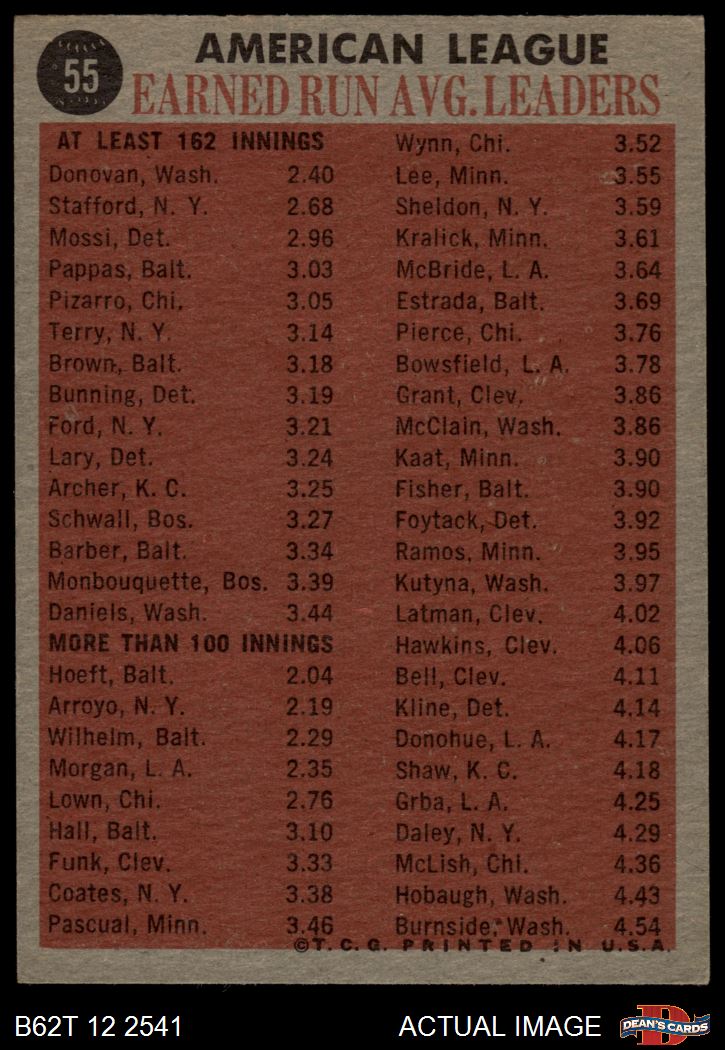 55
AMERICAN LEAGUE
EARNED RUN AVG. LEADERS
AT LEAST 162 INNINGS
Donovan, Wash. 2.40
Stafford, N. Y. 2.68
Mossi, Det. 2.96
Pappas, Balt. 3.03
Pizarro, Chi. 3.05
Terry, N. Y. 3.14
Brown, Balt. 3.18
Bunning, Det. 3.19
Ford, N. Y. 3.21
Lary, Det. 3.24
Archer, K. C. 3.25
Schwall, Bos. 3.27
Barber, Balt. 3.34
Monbouquette, Bos. 3.39
Daniels, Wash. 3.44
MORE THAN 100 INNINGS
Hoeft, Balt. 2.04
Arroyo, N. Y. 2.19
Wilhelm, Balt. 2.29
Morgan, L. A. 2.35
Lown, Chi. 2.76
Hall, Balt. 3.10
Funk, Clev. 3.33
Coates, N. Y. 3.38
Pascual, Minn. 3.46
Wynn, Chi. 3.52
Lee, Minn. 3.55
Sheldon, N. Y. 3.59
Kralick, Minn. 3.61
McBride, L. A. 3.64
Estrada, Balt. 3.69
Pierce, Chi. 3.76
Bowsfield, L. A. 3.78
Grant, Clev. 3.86
McClain, Wash. 3.86
Kaat, Minn. 3.90
Fisher, Balt. 3.90
Foytack, Det. 3.92
Ramos, Minn. 3.95
Kutyna, Wash. 3.97
Latman, Clev. 4.02
Hawkins, Clev. 4.06
Bell, Clev. 4.11
Kline, Det. 4.14
Donohue, L. A. 4.17
Shaw, K. C. 4.18
Grba, L. A. 4.25
Daley, N. Y. 4.29
McLish, Chi. 4.36
Hobaugh, Wash. 4.43
Burnside, Wash. 4.54
©T. C. G. PRINTED IN U.S.A.
B62T 12 2541 ACTUAL IMAGE
D
DEAN'S CARDS